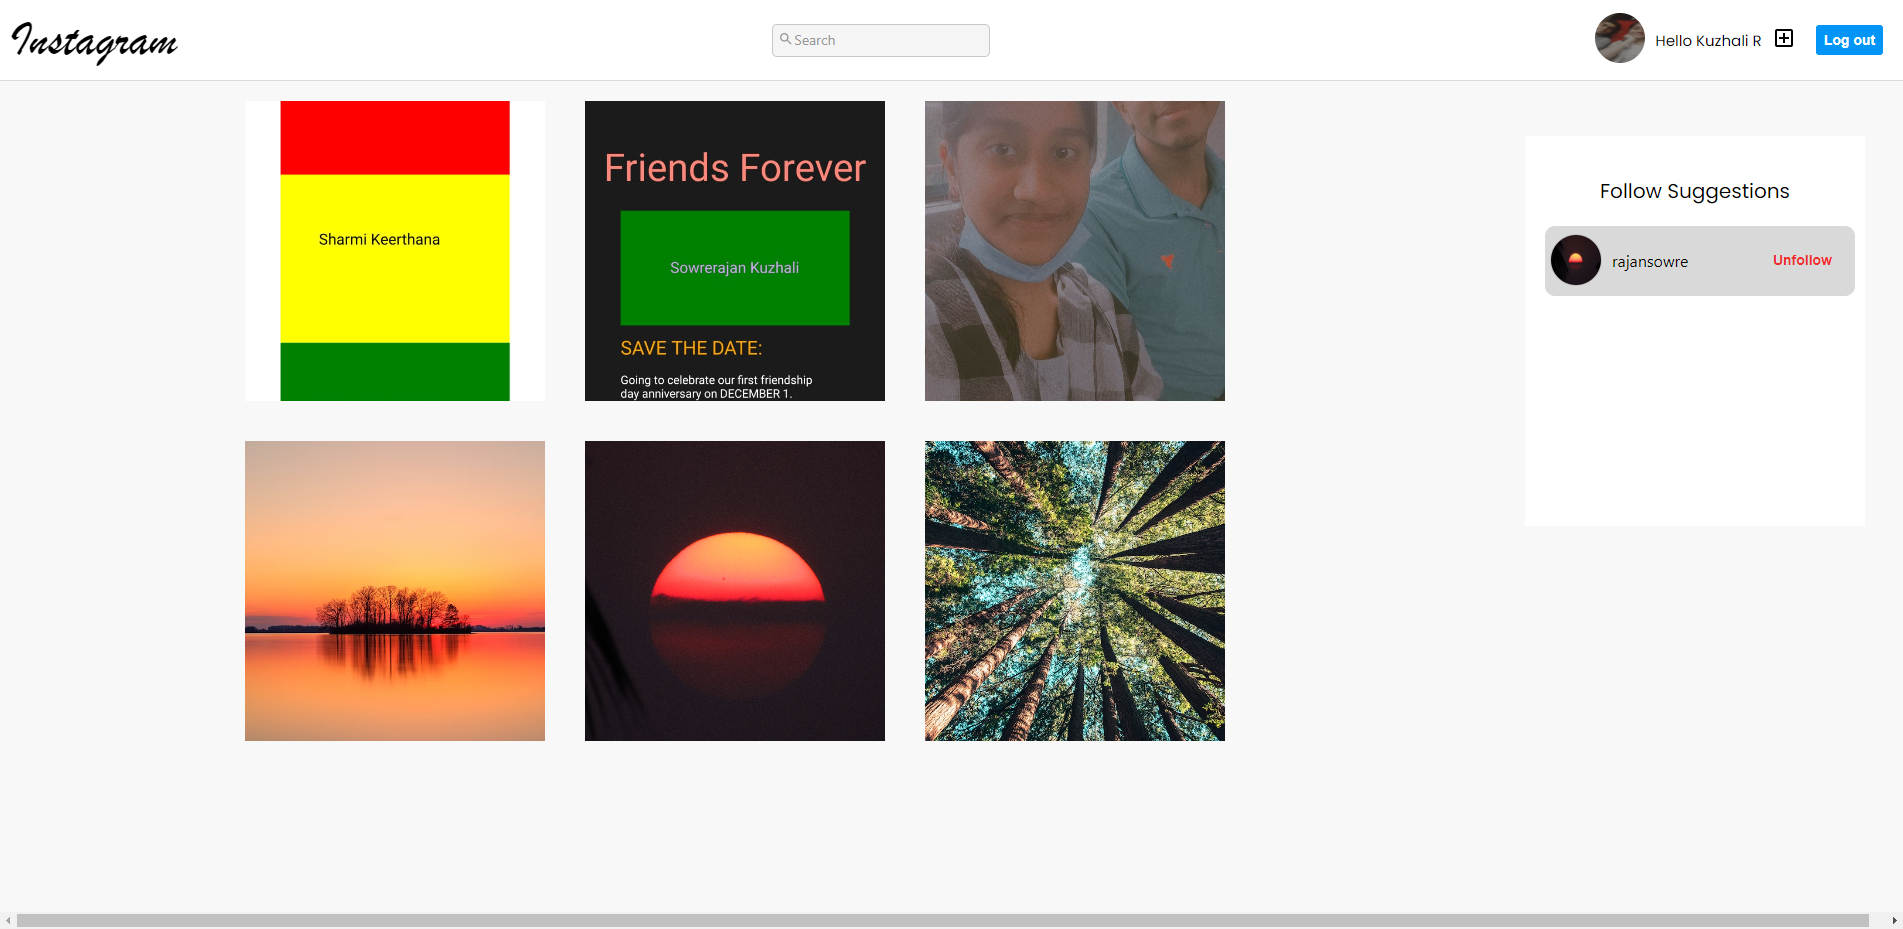 Instagram
Search
Hello Kuzhali R
Log out
Sharmi Keerthana
Friends Forever
Sowrerajan Kuzhali
SAVE THE DATE:
Going to celebrate our first friendship
day anniversary on DECEMBER 1.
Follow Suggestions
rajansowre
Unfollow